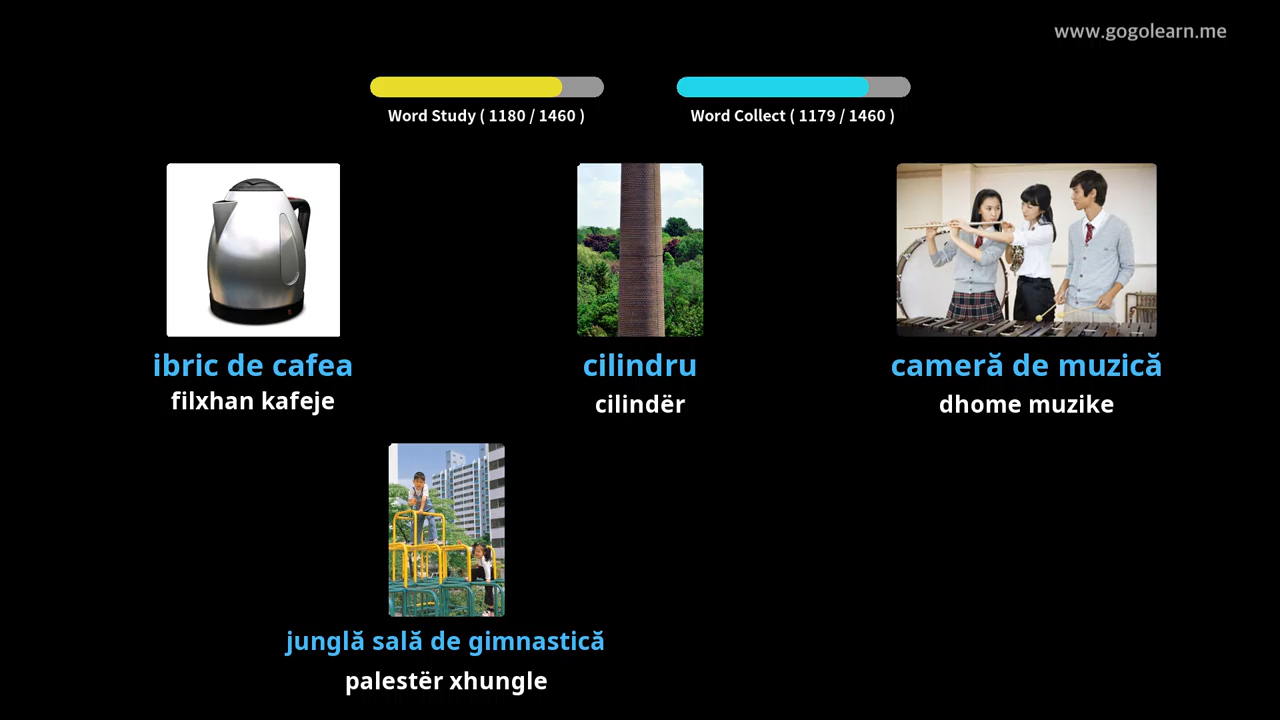 www.gogolearn.me
Word Study ( 1180 / 1460 )
Word Collect ( 1179 / 1460 )
ibric de cafea
filxhan kafeje
cilindru
cilindër
cameră de muzică
dhome muzike
junglă sală de gimnastică
palestër xhungle